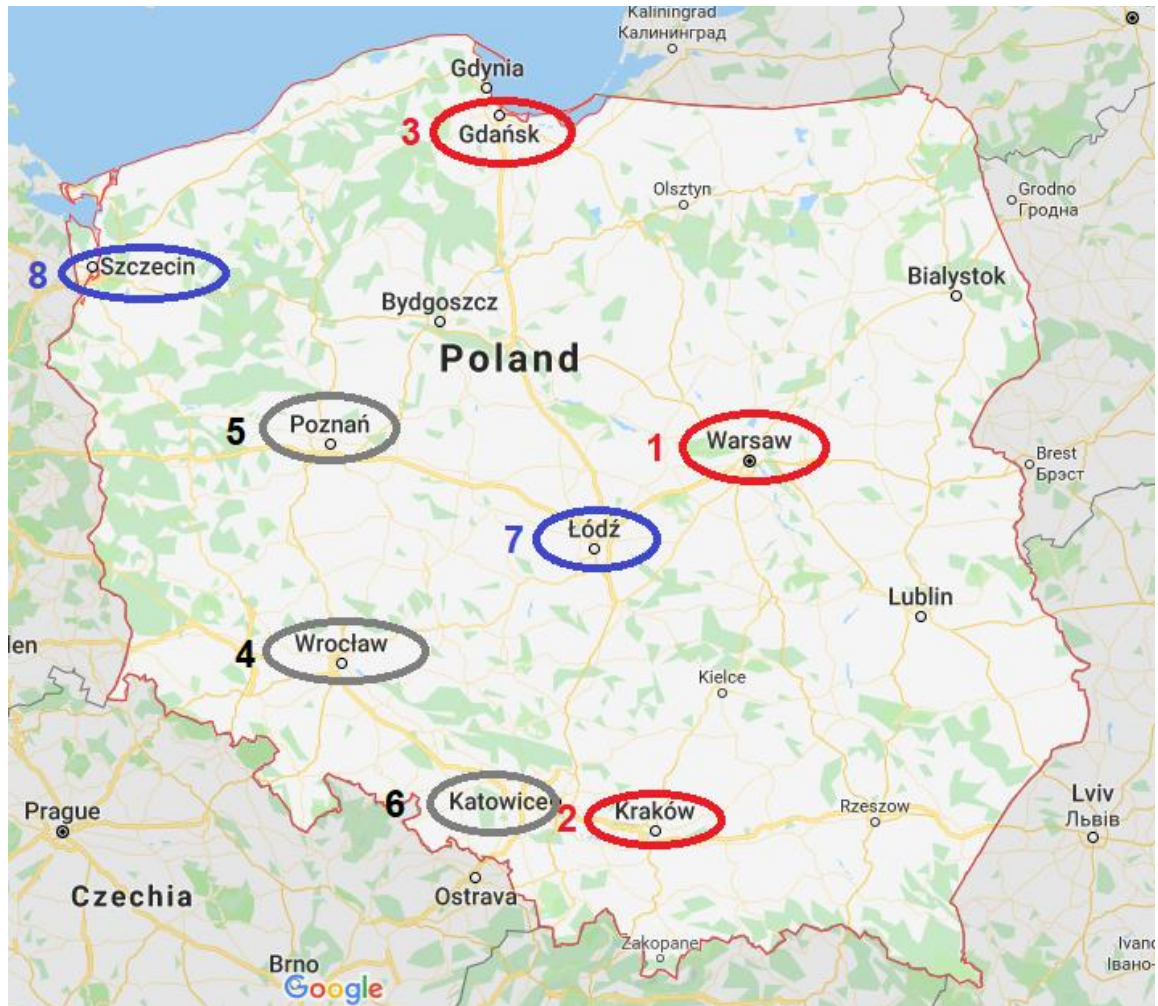 Kaliningrad
Калининград
Gdynia
3
Gdańsk
Olsztyn
Grodno
Гродна
8
Szczecin
Bialystok
Bydgoszcz
Poland
5
Poznań
1
Warsaw
Brest
Брэст
7
Łódź
Lublin
len
4
Wrocław
Kielce
6
Katowice
2
Kraków
Rzeszow
Lviv
Львів
Prague
Ostrava
Czechia
Zakopane
Brno
Google
Ivano
Івано-